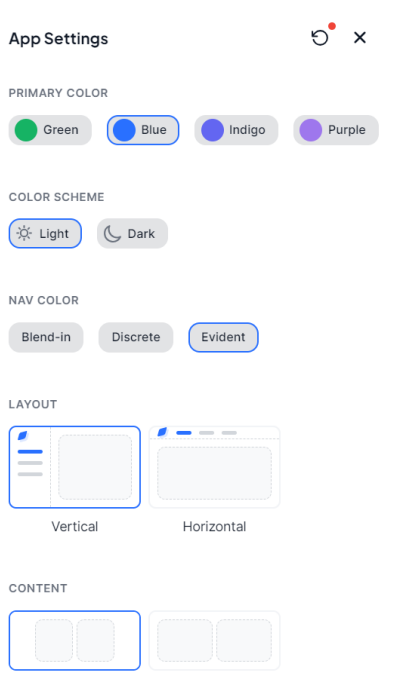 App Settings
PRIMARY COLOR
Green Blue Indigo Purple
COLOR SCHEME
Light Dark
NAV COLOR
Blend-in Discrete Evident
LAYOUT
Vertical Horizontal
CONTENT